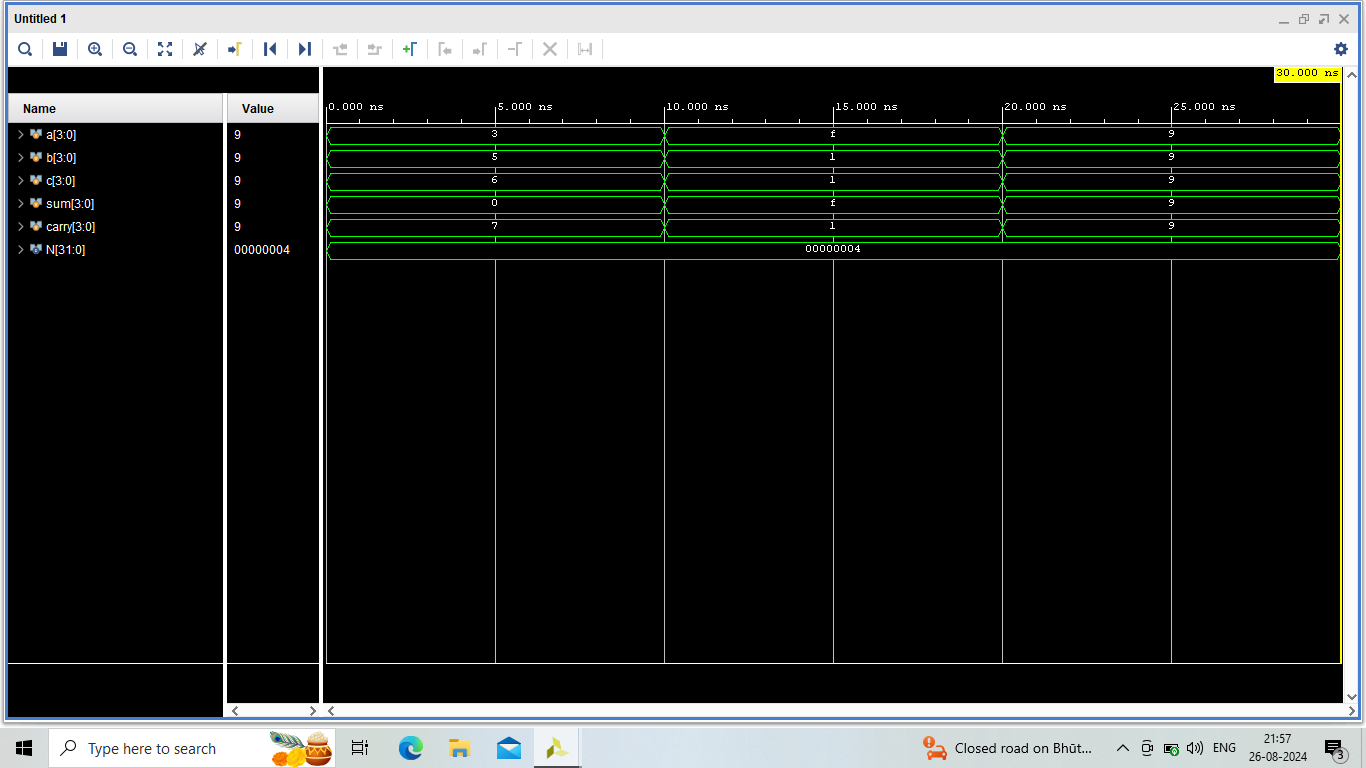 Untitled 1
30.000 ns
Name Value
0.000 ns 5.000 ns 10.000 ns 15.000 ns 20.000 ns 25.000 ns
a[3:0] 9 3 f 9
b[3:0] 9 5 1 9
c[3:0] 9 6 1 9
sum[3:0] 9 0 f 9
carry[3:0] 9 7 1 9
N[31:0] 00000004 00000004
Type here to search
Closed road on Bhūt...
ENG
21:57
26-08-2024
3